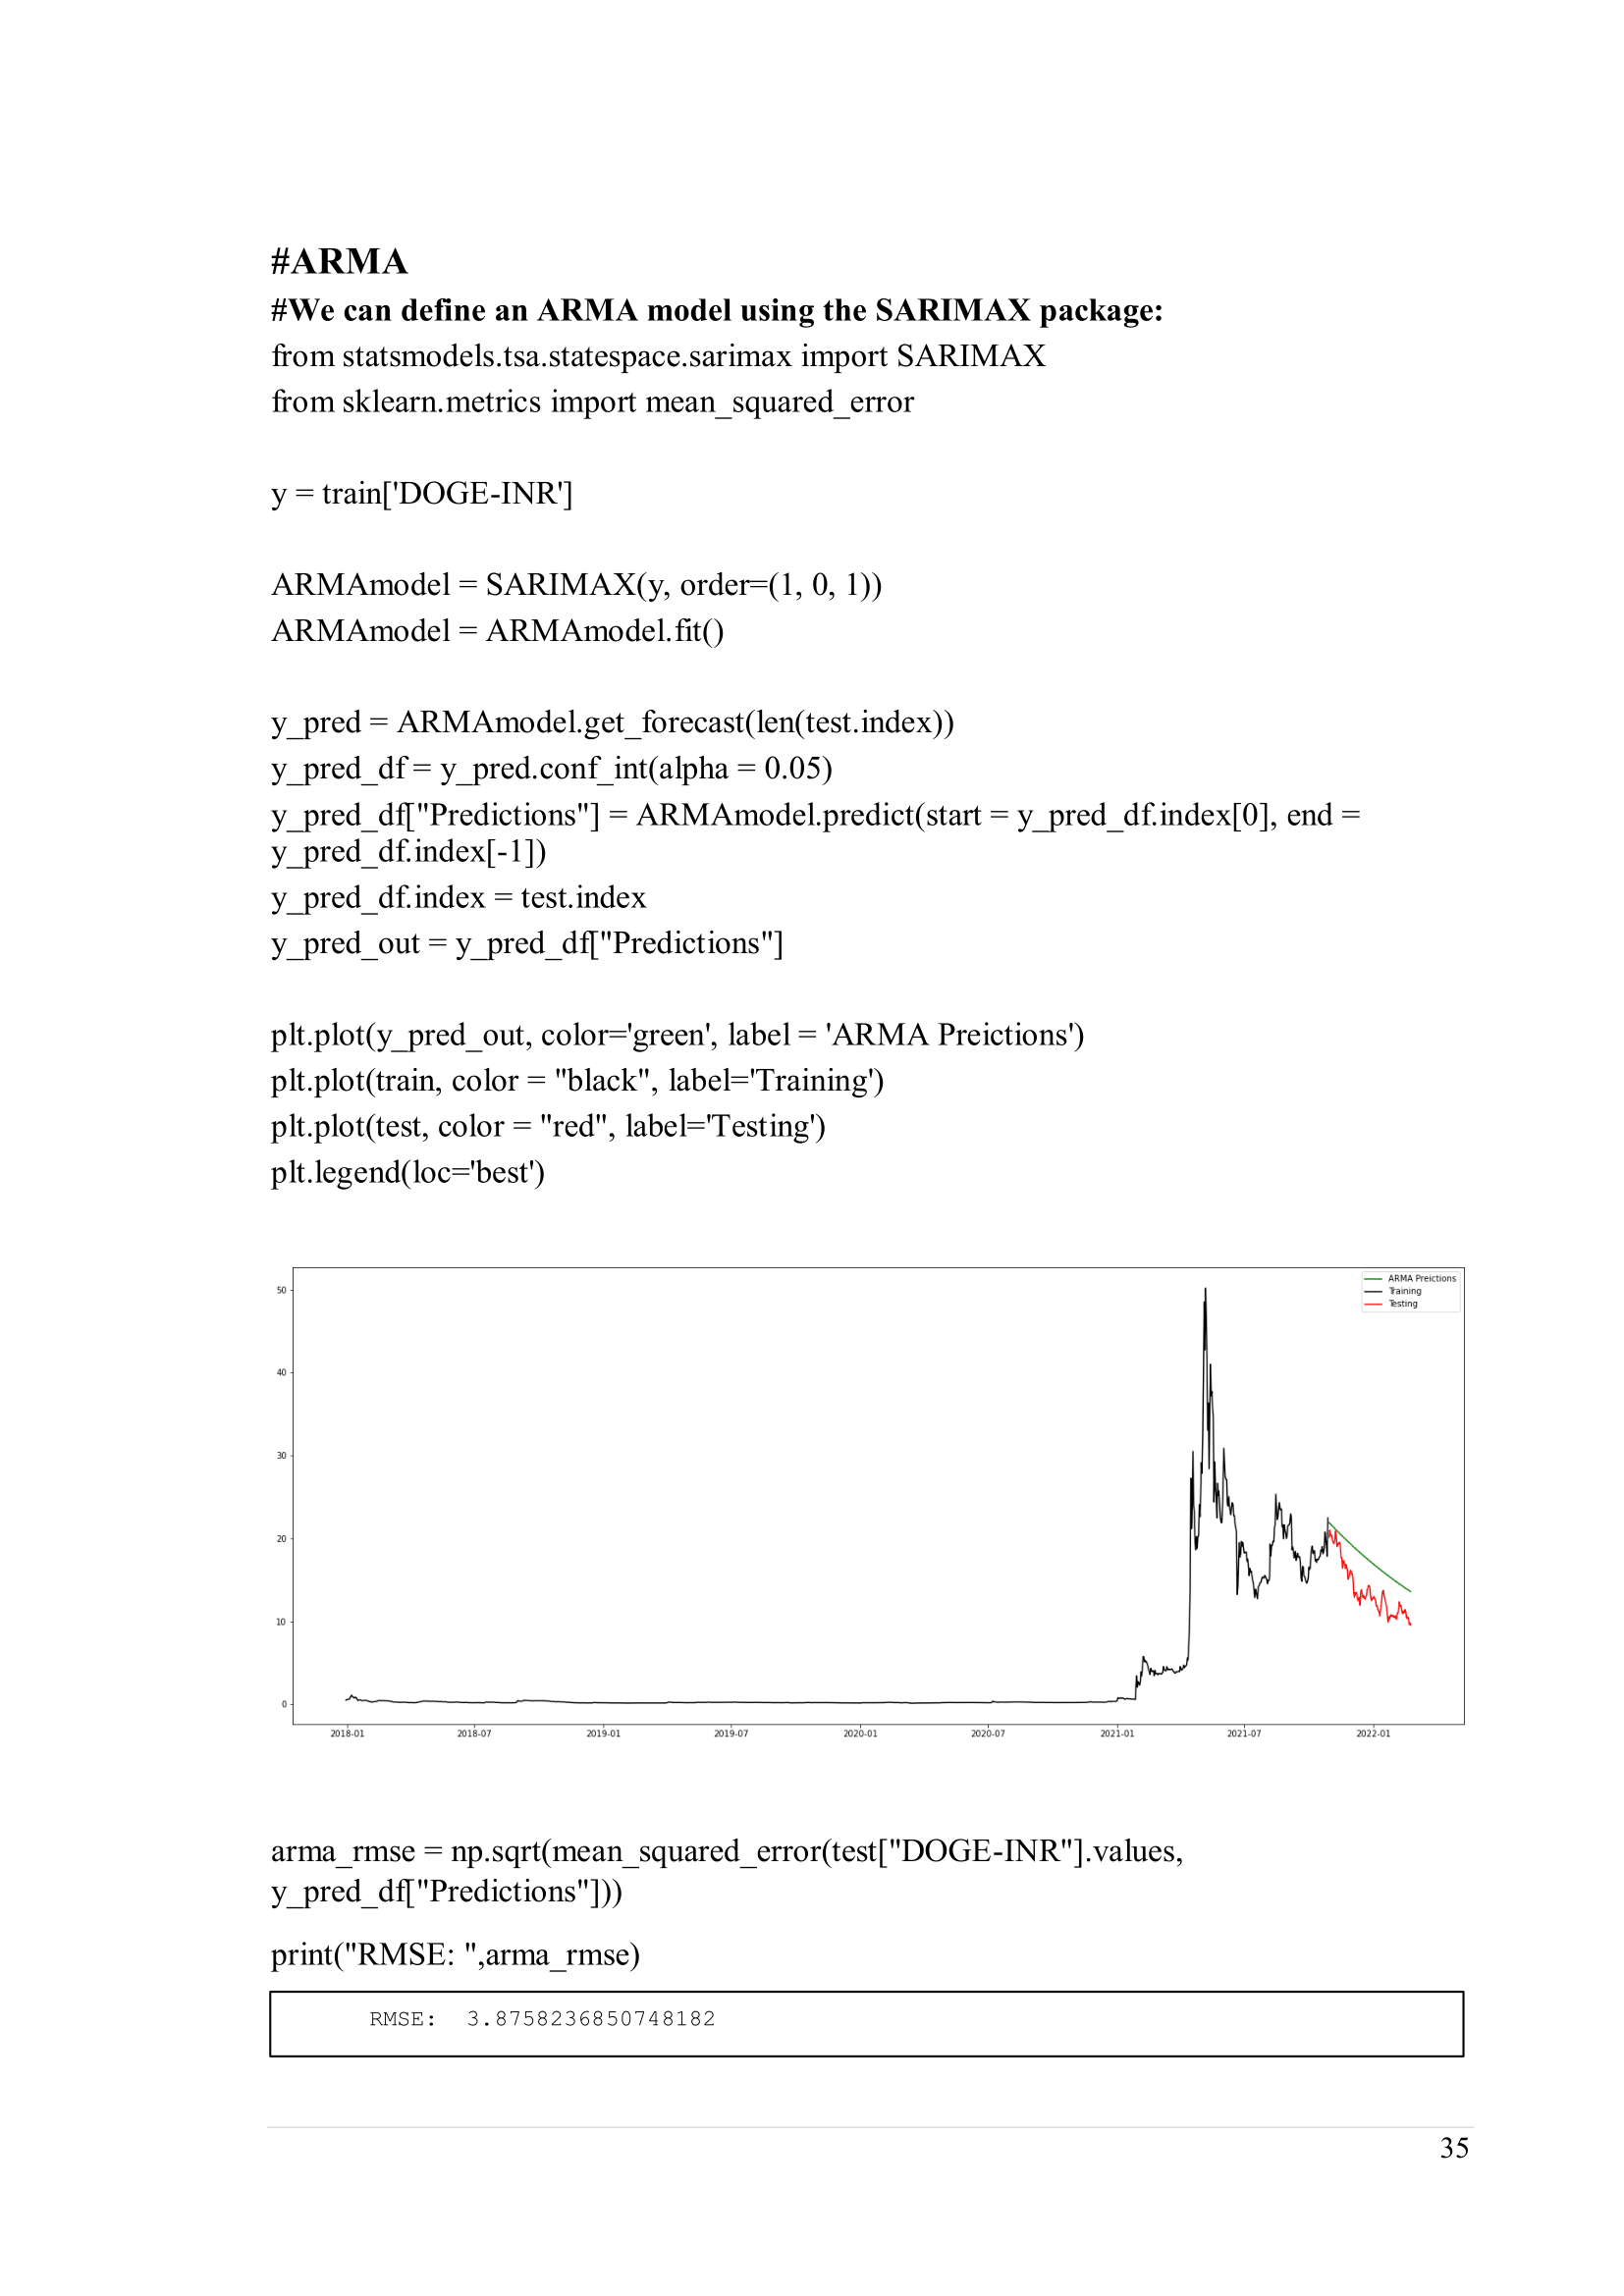 #ARMA
#We can define an ARMA model using the SARIMAX package:
from statsmodels.tsa.statespace.sarimax import SARIMAX
from sklearn.metrics import mean_squared_error
y = train['DOGE-INR']
ARMAmodel = SARIMAX(y, order=(1, 0, 1))
ARMAmodel = ARMAmodel.fit()
y_pred = ARMAmodel.get_forecast(len(test.index))
y_pred_df = y_pred.conf_int(alpha = 0.05)
y_pred_df["Predictions"] = ARMAmodel.predict(start = y_pred_df.index[0], end =
y_pred_df.index[-1])
y_pred_df.index = test.index
y_pred_out = y_pred_df["Predictions"]
plt.plot(y_pred_out, color='green', label = 'ARMA Preictions')
plt.plot(train, color = "black", label='Training')
plt.plot(test, color = "red", label='Testing')
plt.legend(loc='best')
ARMA Preictions
Training
Testing
50
40
30
20
10
0
2018-01 2018-07 2019-01 2019-07 2020-01 2020-07 2021-01 2021-07 2022-01
arma_rmse = np.sqrt(mean_squared_error(test["DOGE-INR"].values,
y_pred_df["Predictions"]))
print("RMSE: ",arma_rmse)
RMSE:  3.8758236850748182
35